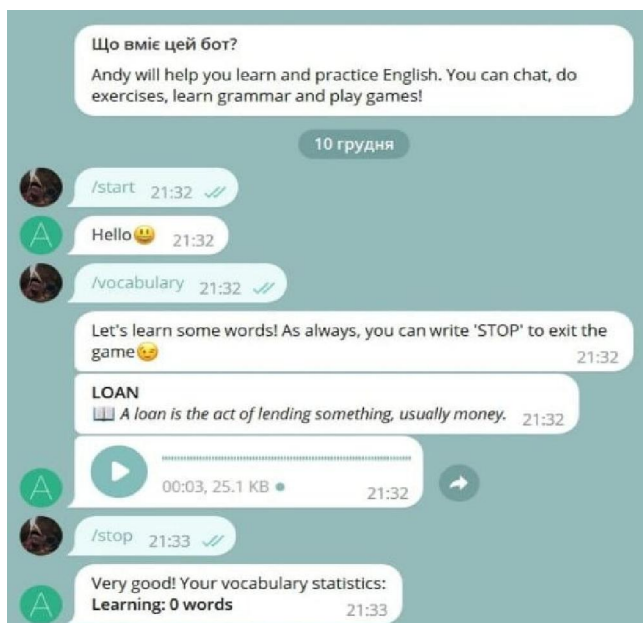 Що вміє цей бот?
Andy will help you learn and practice English. You can chat, do
exercises, learn grammar and play games!
10 грудня
/start 21:32
A
Hello😃 21:32
/vocabulary 21:32
Let's learn some words! As always, you can write 'STOP' to exit the
game😉 21:32
LOAN
📖 A loan is the act of lending something, usually money. 21:32
A
00:03, 25.1 KB 21:32
/stop 21:33
Very good! Your vocabulary statistics:
A
Learning: 0 words 21:33